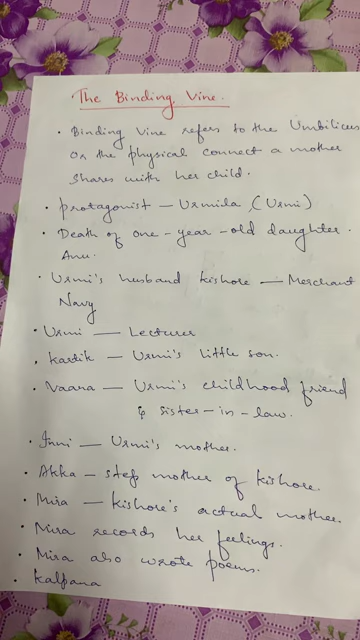 The Binding Vine.
• Binding Vine refers to the Umbilicus
Or the physical connect a mother
shares with her child.
• protagonist — Urmila (Urmi)
• Death of one-year-old daughter.
Anu.
• Urmi's husband kishore — Merchant
Navy
• Urmi — Lecturer
• kartik — Urmi's little son.
• Vaana — Urmi's childhood friend
& sister-in-law.
• Inni — Urmi's mother.
• Akka — step mother of kishore.
• Mira — kishore's actual mother.
• Mira records her feelings.
• Mira also wrote poems.
• kalpana